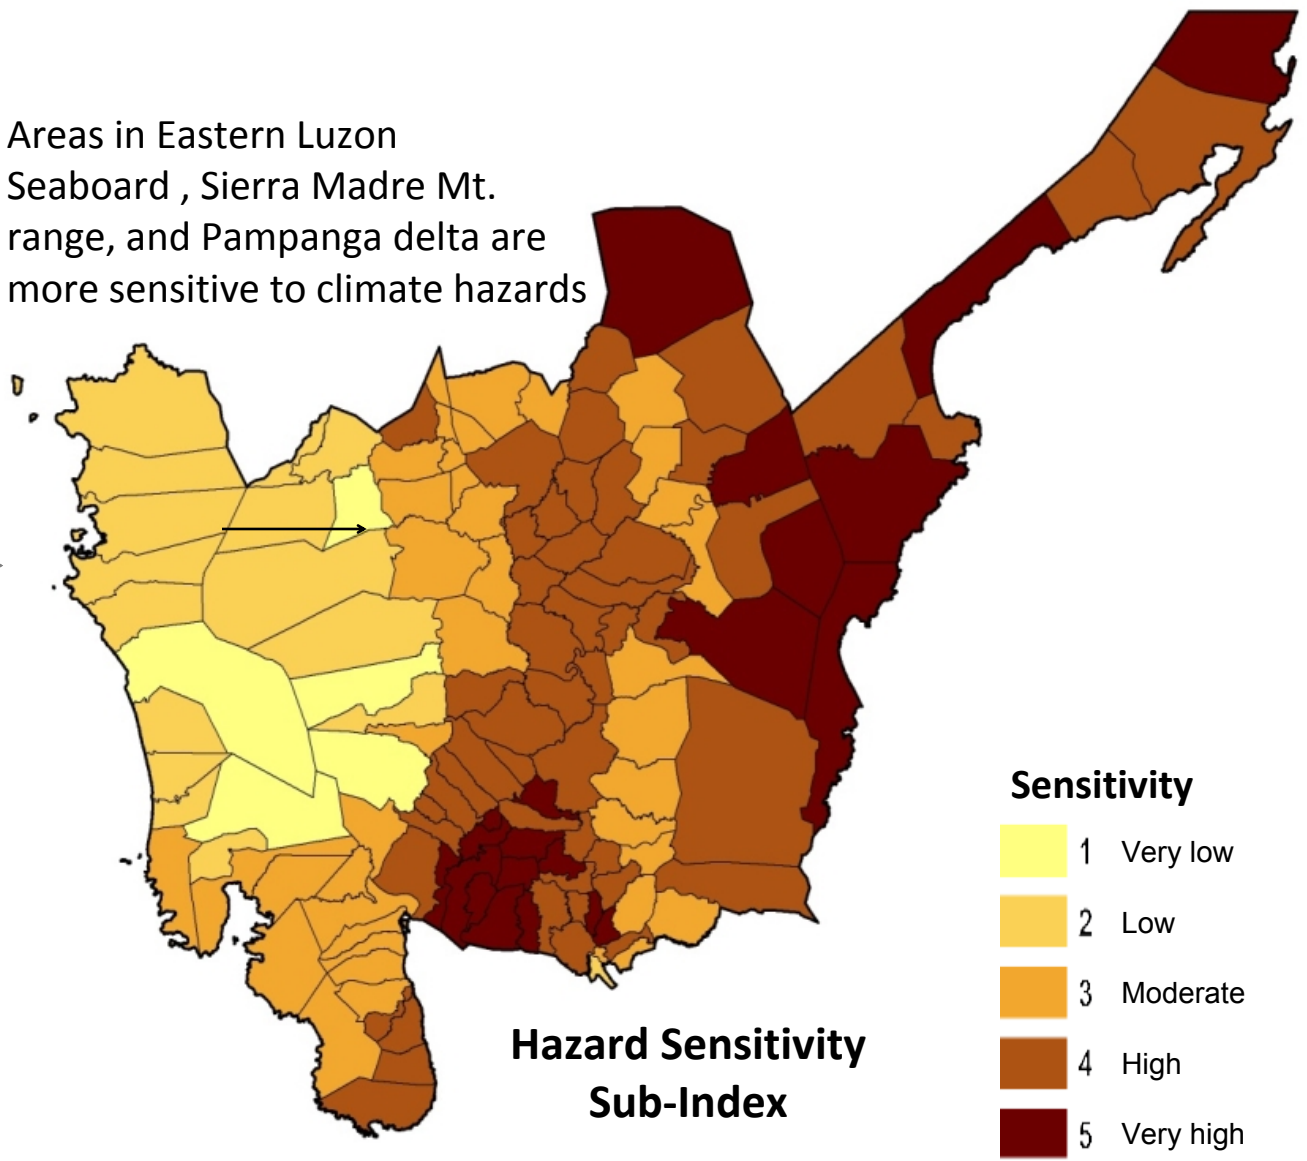 Areas in Eastern Luzon
Seaboard , Sierra Madre Mt.
range, and Pampanga delta are
more sensitive to climate hazards
Sensitivity
1 Very low
2 Low
3 Moderate
4 High
5 Very high
Hazard Sensitivity
Sub-Index